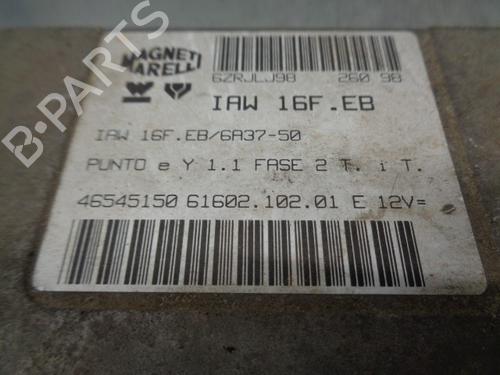 MAGNETI
MARELLI
6ZRJLJ98 260 98
IAW 16F.EB
IAW 16F.EB/6A37-50
PUNTO e Y 1.1 FASE 2 T. i T.
46545150 61602.102.01 E 12V=
B-PARTS